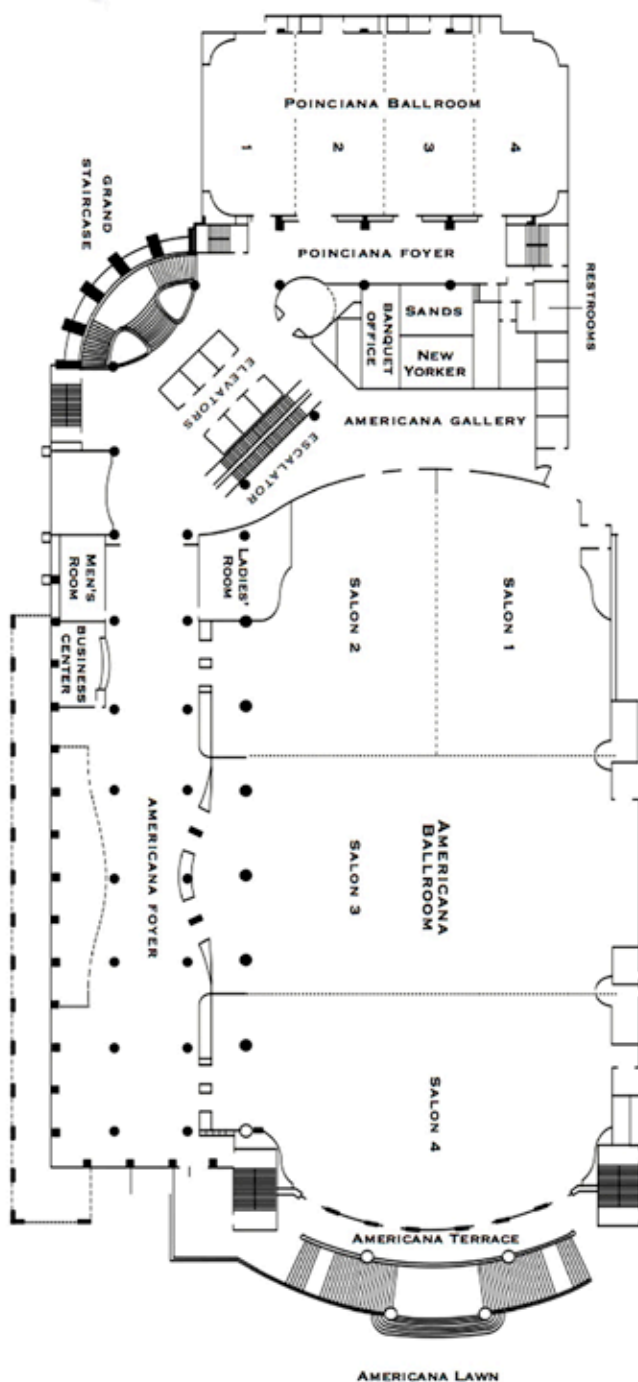 POINCIANA BALLROOM
1
2
3
4
GRAND
STAIRCASE
POINCIANA FOYER
RESTROOMS
BANQUET
OFFICE
SANDS
NEW
YORKER
ELEVATORS
ESCALATOR
AMERICANA GALLERY
MEN'S
ROOM
LADIES'
ROOM
SALON 2
SALON 1
BUSINESS
CENTER
AMERICANA FOYER
SALON 3
AMERICANA
BALLROOM
SALON 4
AMERICANA TERRACE
AMERICANA LAWN